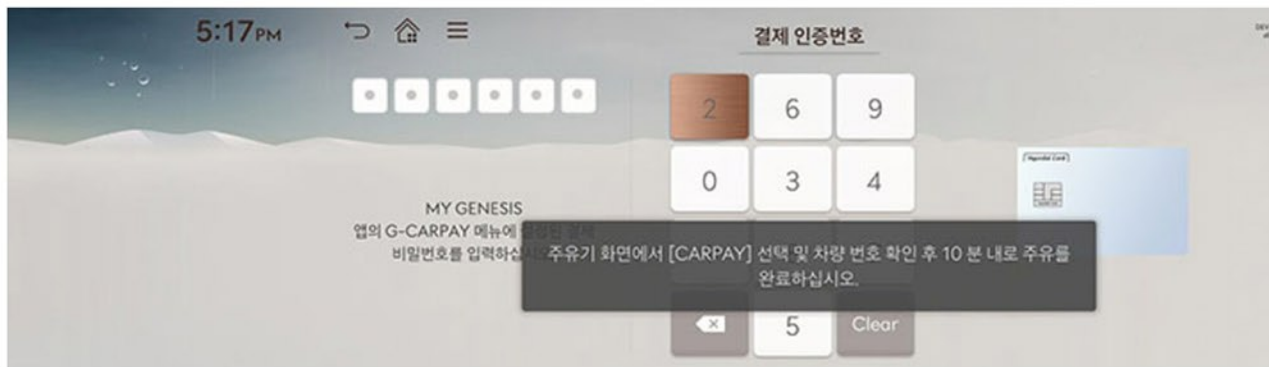 5:17PM
결제 인증번호
2 6 9
0 3 4
Hyundai Card
MY GENESIS
앱의 G-CARPAY 메뉴에
비밀번호를 입력하십
주유기 화면에서 [CARPAY] 선택 및 차량 번호 확인 후 10 분 내로 주유를
완료하십시오.
5 Clear